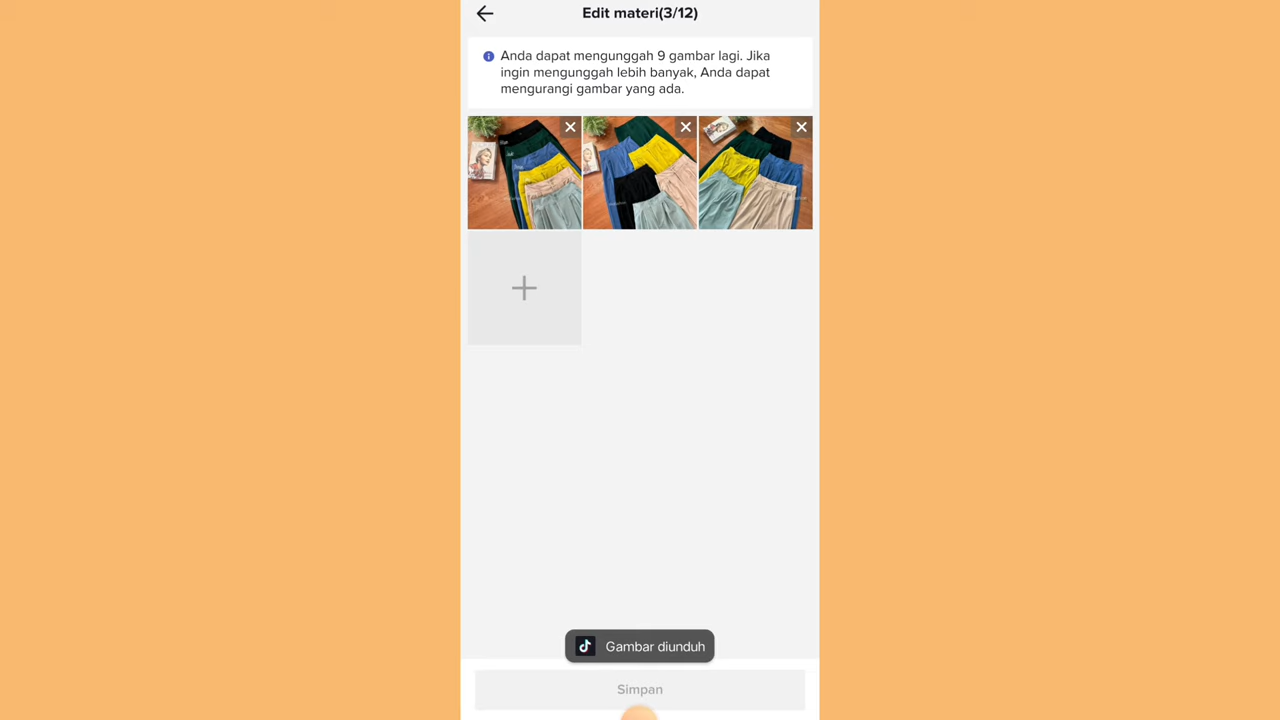 Edit materi(3/12)
Anda dapat mengunggah 9 gambar lagi. Jika
ingin mengunggah lebih banyak, Anda dapat
mengurangi gambar yang ada.
Gambar diunduh
Simpan